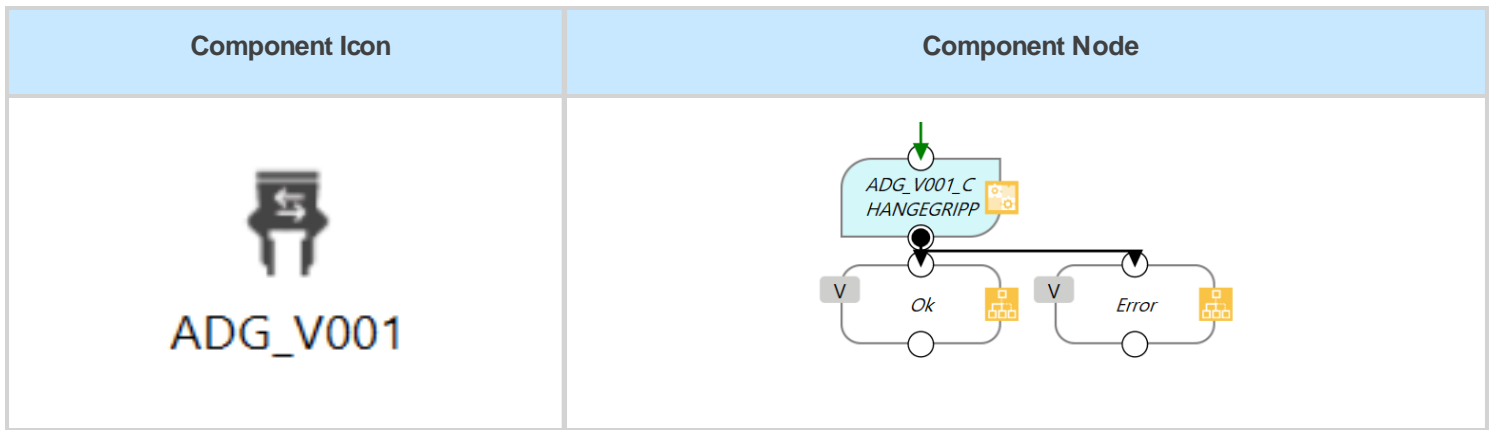 Component Icon
Component Node
ADG_V001
ADG_V001_C
HANGEGRIPP
V
Ok
V
Error